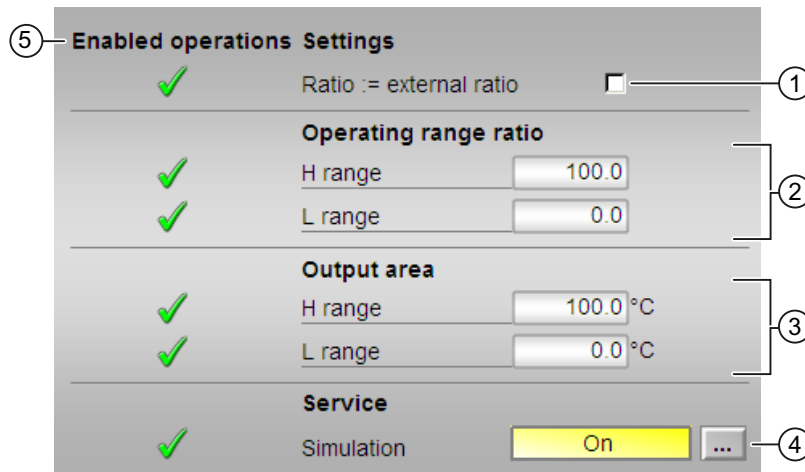 5 Enabled operations Settings
Ratio := external ratio 1
Operating range ratio
H range 100.0
2
L range 0.0
Output area
H range 100.0 °C
3
L range 0.0 °C
Service
Simulation On ... 4